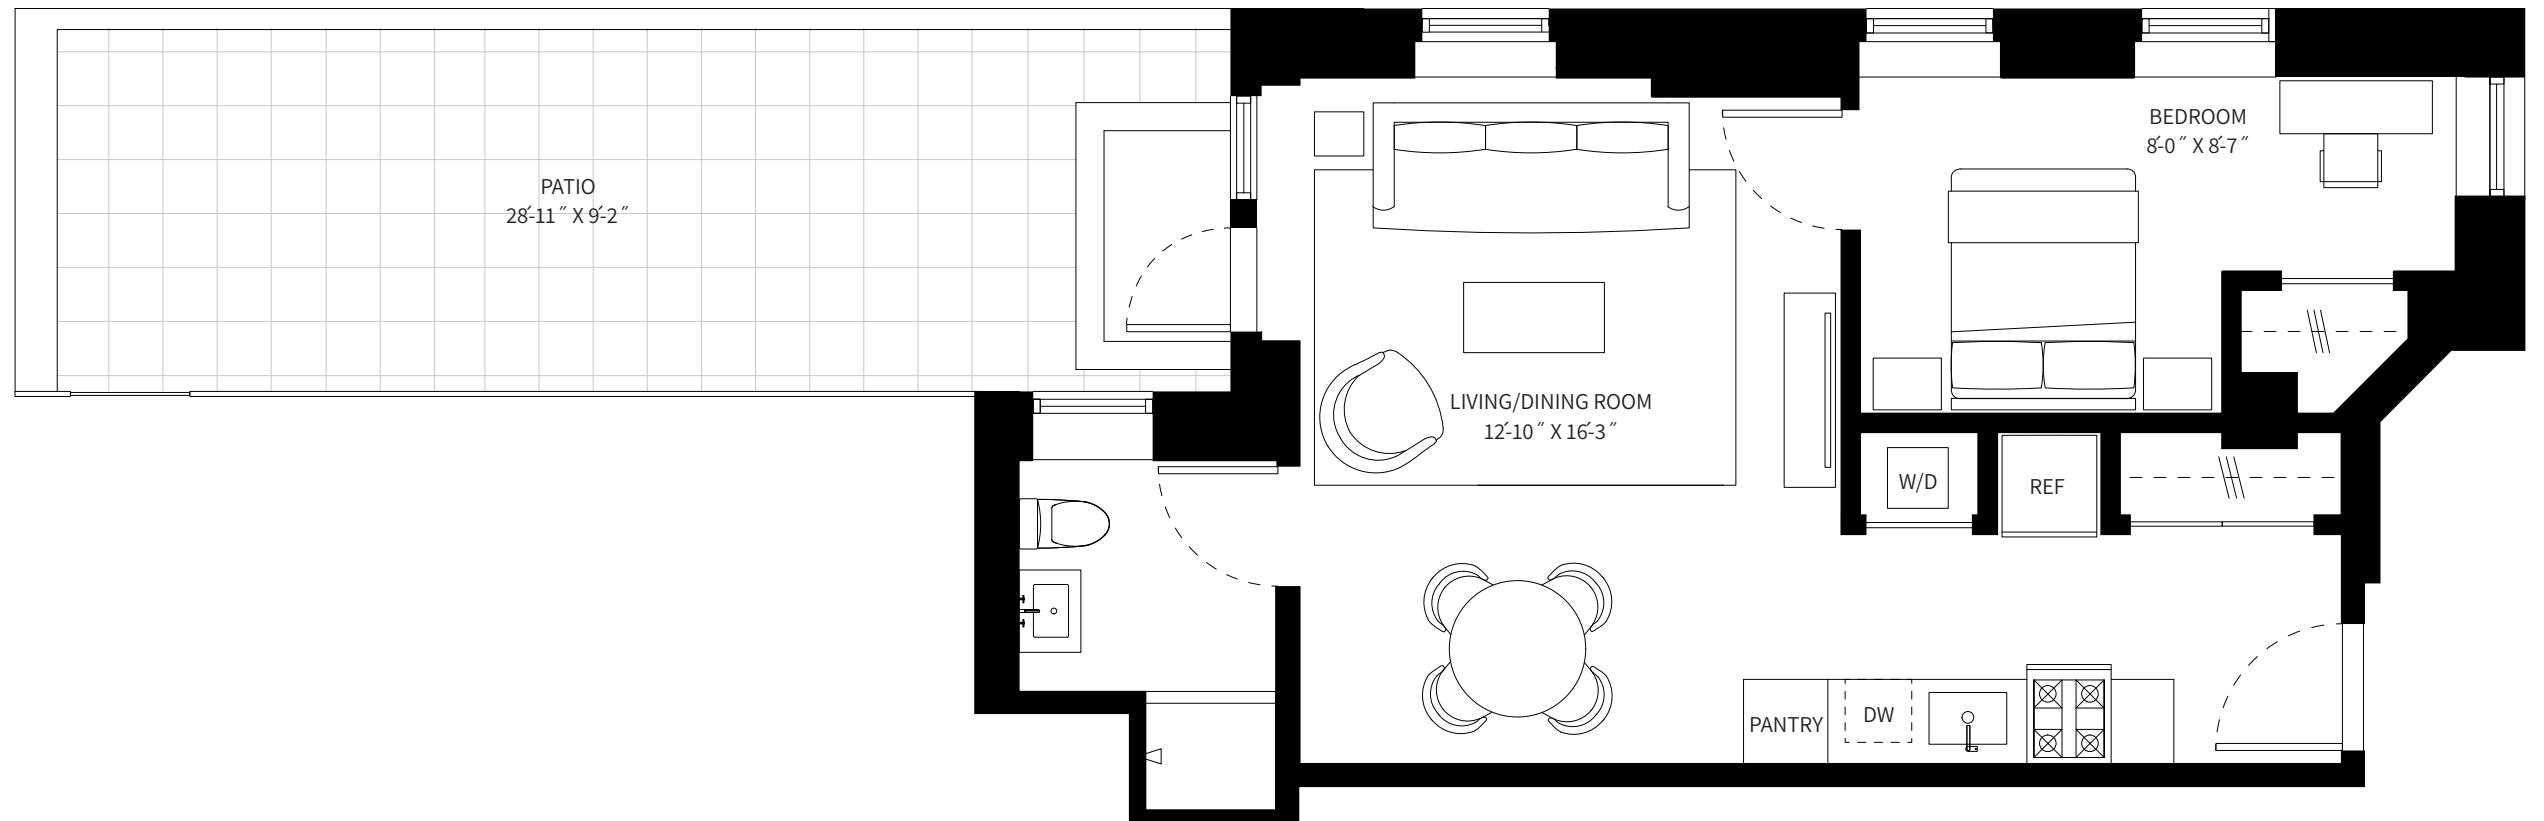 PATIO
28′-11″ X 9′-2″
BEDROOM
8′-0″ X 8′-7″
LIVING/DINING ROOM
12′-10″ X 16′-3″
W/D
REF
PANTRY
DW